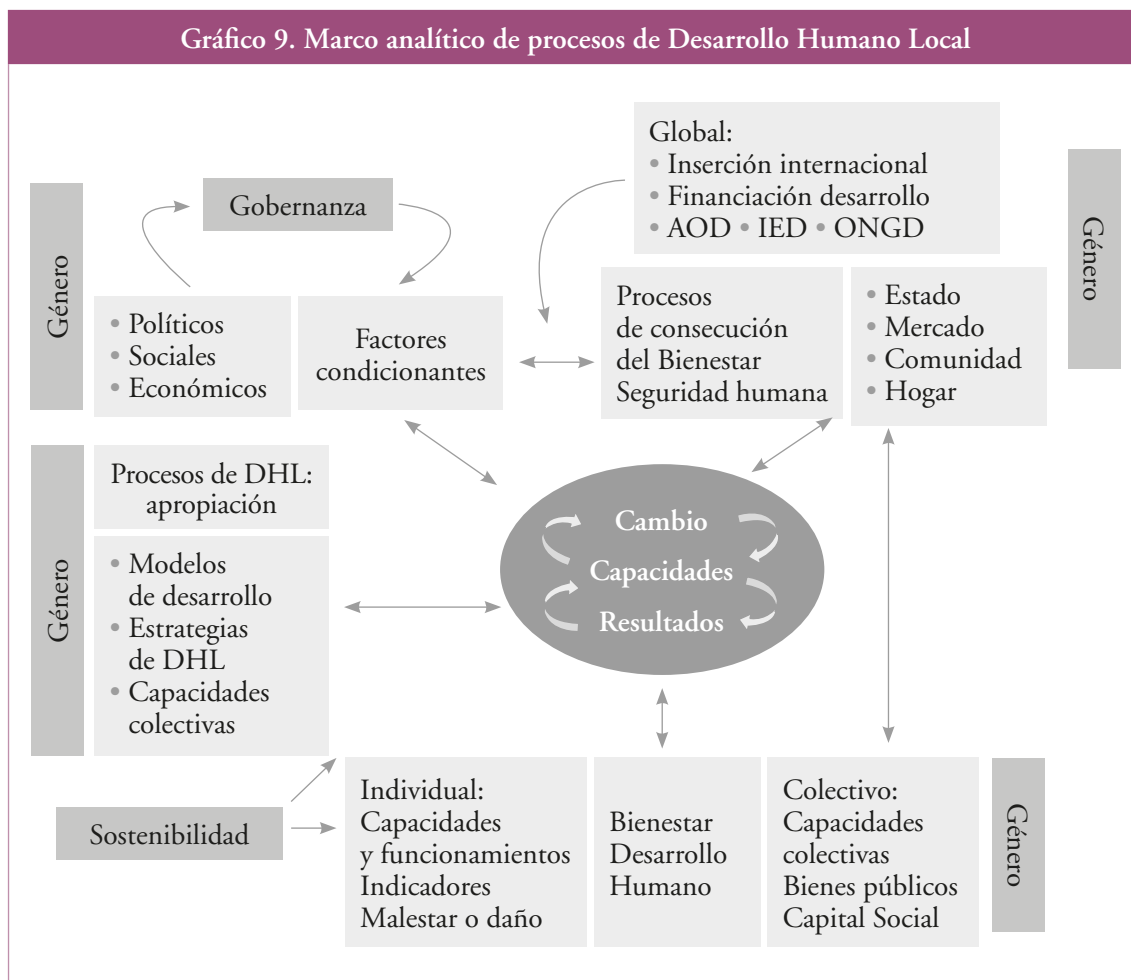 Gráfico 9. Marco analítico de procesos de Desarrollo Humano Local
Global:
• Inserción internacional
• Financiación desarrollo
• AOD • IED • ONGD
Género
Gobernanza
Género
• Políticos
• Sociales
• Económicos
Factores
condicionantes
Procesos
de consecución
del Bienestar
Seguridad humana
• Estado
• Mercado
• Comunidad
• Hogar
Género
Procesos de DHL:
apropiación
• Modelos
de desarrollo
• Estrategias
de DHL
• Capacidades
colectivas
Cambio
Capacidades
Resultados
Sostenibilidad
Individual:
Capacidades
y funcionamientos
Indicadores
Malestar o daño
Bienestar
Desarrollo
Humano
Colectivo:
Capacidades
colectivas
Bienes públicos
Capital Social
Género